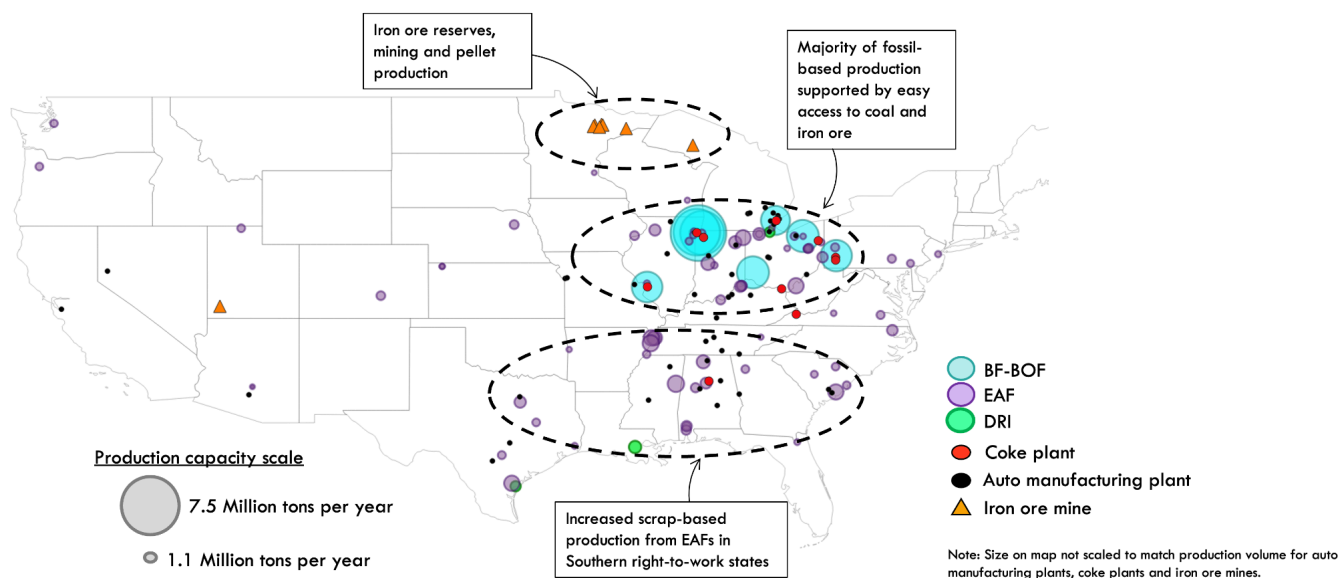 Iron ore reserves,
mining and pellet
production
Majority of fossil-
based production
supported by easy
access to coal and
iron ore
Production capacity scale
7.5 Million tons per year
1.1 Million tons per year
Increased scrap-based
production from EAFs in
Southern right-to-work states
BF-BOF
EAF
DRI
Coke plant
Auto manufacturing plant
Iron ore mine
Note: Size on map not scaled to match production volume for auto
manufacturing plants, coke plants and iron ore mines.